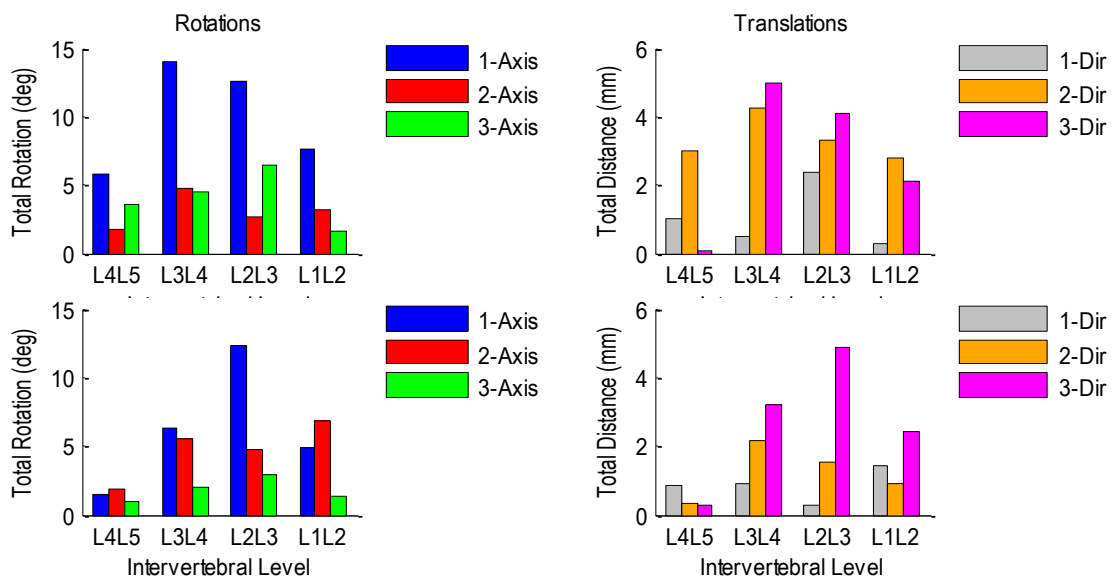 Rotations
15
10
5
0
Total Rotation (deg)
L4L5 L3L4 L2L3 L1L2
1-Axis
2-Axis
3-Axis
Translations
6
4
2
0
Total Distance (mm)
L4L5 L3L4 L2L3 L1L2
1-Dir
2-Dir
3-Dir
15
10
5
0
Total Rotation (deg)
L4L5 L3L4 L2L3 L1L2
Intervertebral Level
1-Axis
2-Axis
3-Axis
6
4
2
0
Total Distance (mm)
L4L5 L3L4 L2L3 L1L2
Intervertebral Level
1-Dir
2-Dir
3-Dir